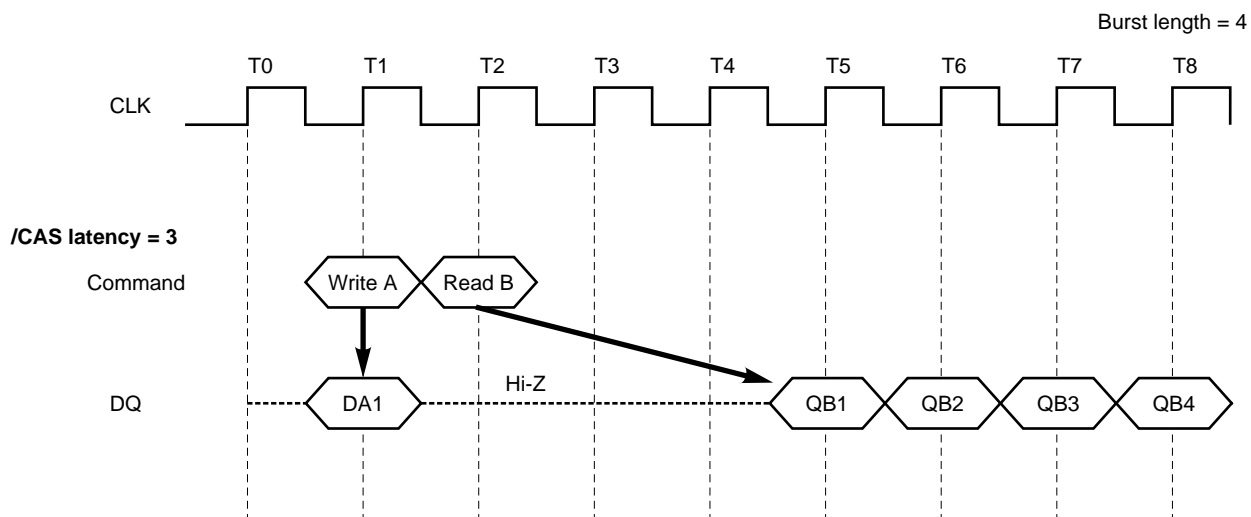 Burst length = 4
T0 T1 T2 T3 T4 T5 T6 T7 T8
CLK
/CAS latency = 3
Command Write A Read B
Hi-Z
DQ DA1 QB1 QB2 QB3 QB4